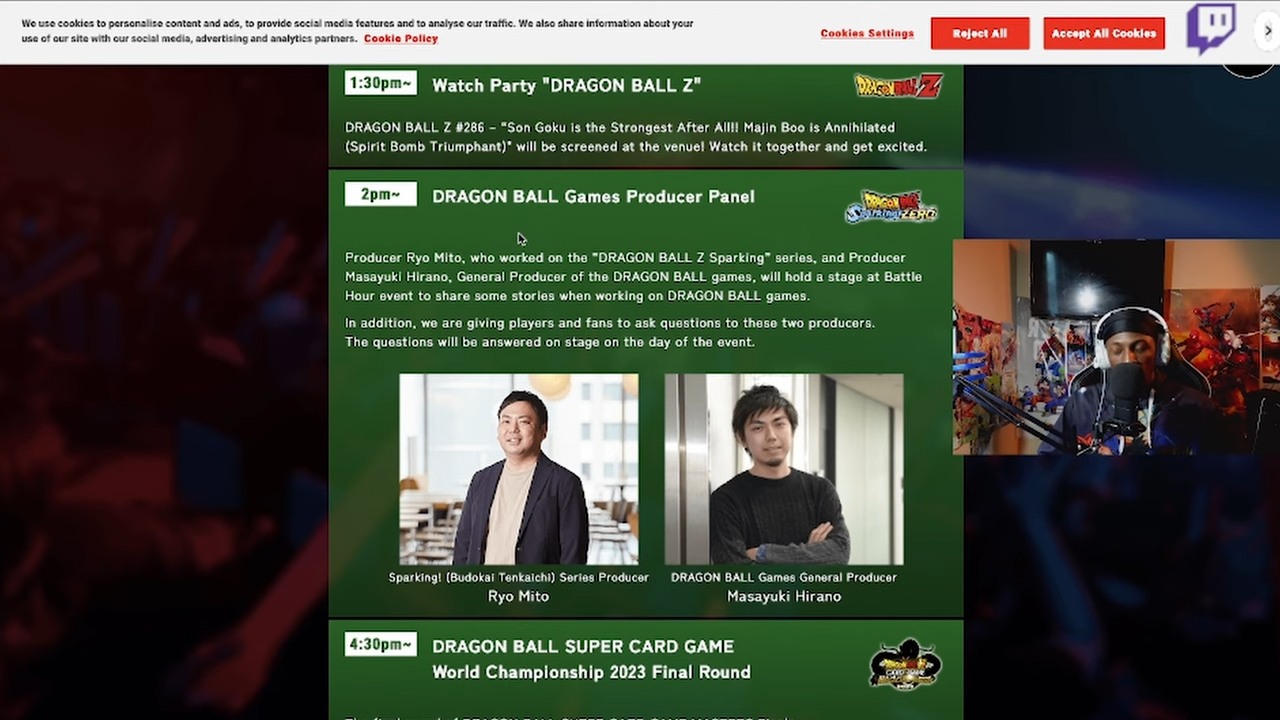 We use cookies to personalise content and ads, to provide social media features and to analyse our traffic. We also share information about your
use of our site with our social media, advertising and analytics partners. Cookie Policy
Cookies Settings
Reject All
Accept All Cookies
1:30pm~
Watch Party "DRAGON BALL Z"
DRAGON BALL Z
DRAGON BALL Z #286 – "Son Goku is the Strongest After All!! Majin Boo is Annihilated
(Spirit Bomb Triumphant)" will be screened at the venue! Watch it together and get excited.
2pm~
DRAGON BALL Games Producer Panel
DRAGON BALL
Sparking! ZERO
Producer Ryo Mito, who worked on the "DRAGON BALL Z Sparking" series, and Producer
Masayuki Hirano, General Producer of the DRAGON BALL games, will hold a stage at Battle
Hour event to share some stories when working on DRAGON BALL games.
In addition, we are giving players and fans to ask questions to these two producers.
The questions will be answered on stage on the day of the event.
Sparking! (Budokai Tenkaichi) Series Producer
Ryo Mito
DRAGON BALL Games General Producer
Masayuki Hirano
4:30pm~
DRAGON BALL SUPER CARD GAME
World Championship 2023 Final Round